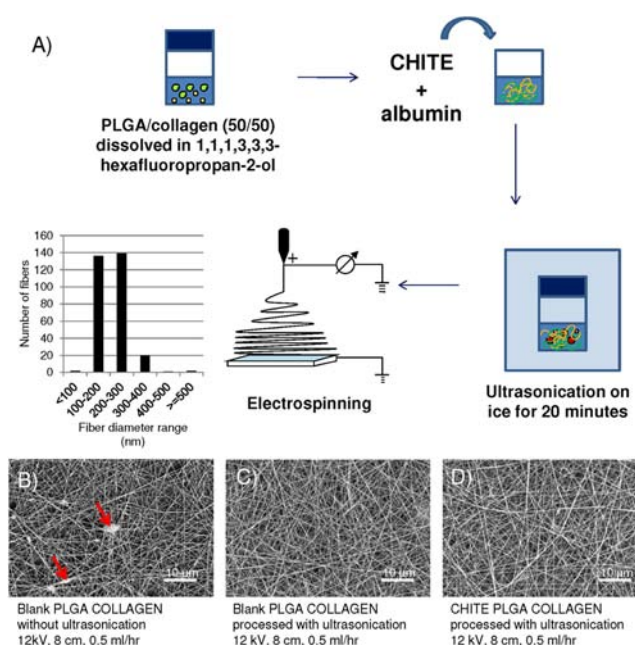 A)
PLGA/collagen (50/50)
dissolved in 1,1,1,3,3,3-
hexafluoropropan-2-ol
CHITE
+
albumin
Ultrasonication on
ice for 20 minutes
+
Electrospinning
Number of fibers
160
140
120
100
80
60
40
20
0
<100
100-200
200-300
300-400
400-500
>=500
Fiber diameter range
(nm)
B)
10 µm
Blank PLGA COLLAGEN
without ultrasonication
12kV, 8 cm, 0.5 ml/hr
C)
10 µm
Blank PLGA COLLAGEN
processed with ultrasonication
12 kV, 8 cm, 0.5 ml/hr
D)
10 µm
CHITE PLGA COLLAGEN
processed with ultrasonication
12 kV, 8 cm, 0.5 ml/hr